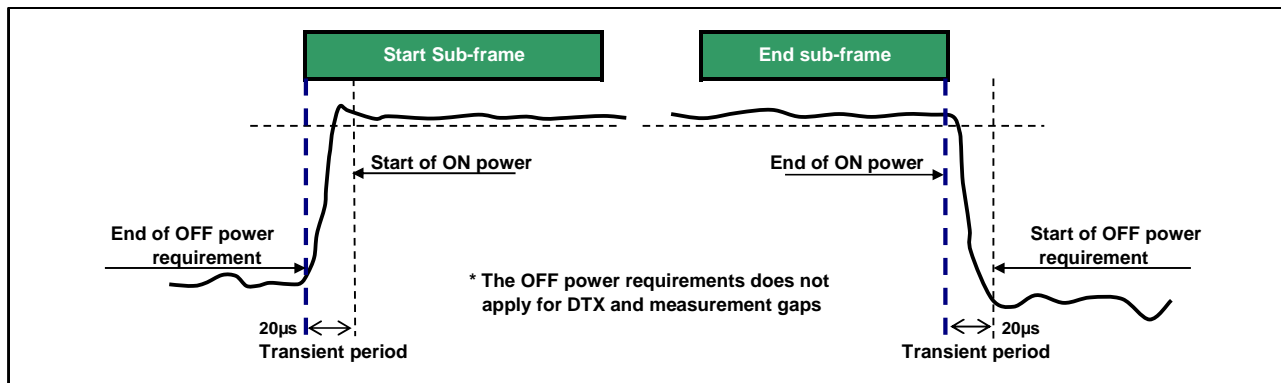 Start Sub-frame
End sub-frame
Start of ON power
End of ON power
End of OFF power
requirement
Start of OFF power
requirement
* The OFF power requirements does not
apply for DTX and measurement gaps
20µs
Transient period
20µs
Transient period